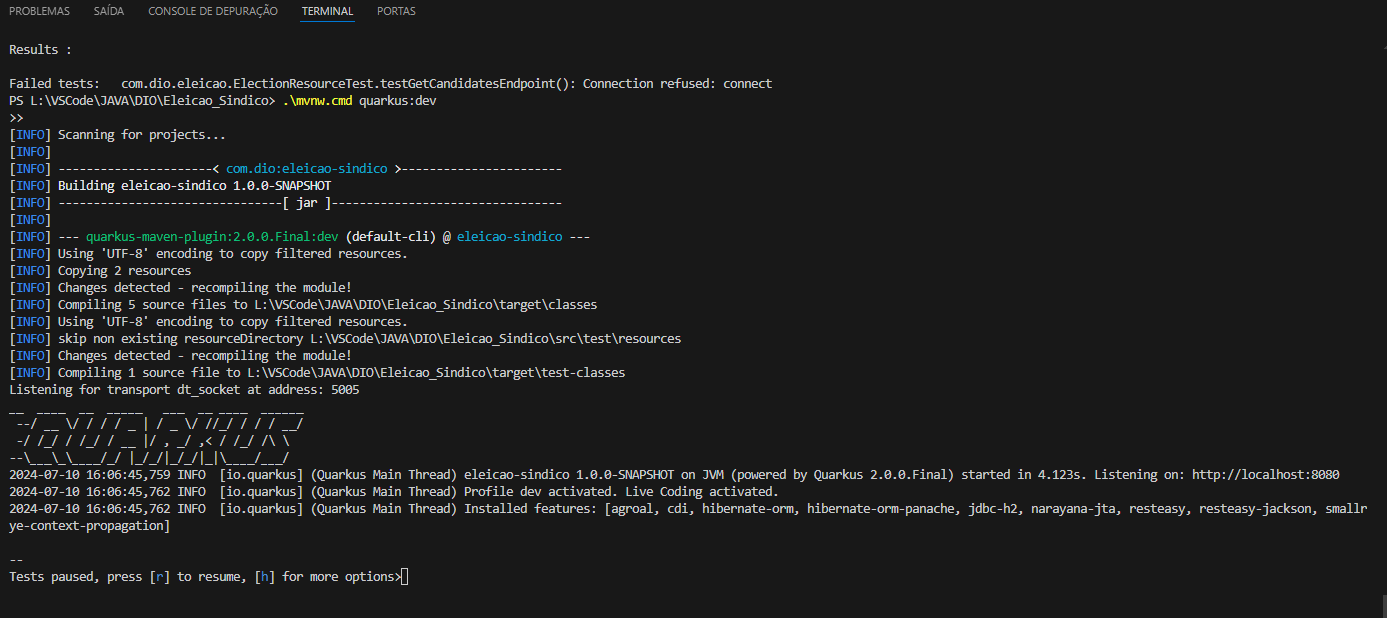 PROBLEMAS SAÍDA CONSOLE DE DEPURAÇÃO TERMINAL PORTAS
Results :
Failed tests:   com.dio.eleicao.ElectionResourceTest.testGetCandidatesEndpoint(): Connection refused: connect
PS L:\VSCode\JAVA\DIO\Eleicao_Sindico> .\mvnw.cmd quarkus:dev
>>
[INFO] Scanning for projects...
[INFO]
[INFO] ----------------------< com.dio:eleicao-sindico >-----------------------
[INFO] Building eleicao-sindico 1.0.0-SNAPSHOT
[INFO] --------------------------------[ jar ]---------------------------------
[INFO]
[INFO] --- quarkus-maven-plugin:2.0.0.Final:dev (default-cli) @ eleicao-sindico ---
[INFO] Using 'UTF-8' encoding to copy filtered resources.
[INFO] Copying 2 resources
[INFO] Changes detected - recompiling the module!
[INFO] Compiling 5 source files to L:\VSCode\JAVA\DIO\Eleicao_Sindico\target\classes
[INFO] Using 'UTF-8' encoding to copy filtered resources.
[INFO] skip non existing resourceDirectory L:\VSCode\JAVA\DIO\Eleicao_Sindico\src\test\resources
[INFO] Changes detected - recompiling the module!
[INFO] Compiling 1 source file to L:\VSCode\JAVA\DIO\Eleicao_Sindico\target\test-classes
Listening for transport dt_socket at address: 5005
__  ____  __  _____   ___  __ ____  ______
 --/ __ \/ / / / _ | / _ \/ //_/ / / / __/
 -/ /_/ / /_/ / __ |/ , _/ ,< / /_/ /\ \
--\___\_\____/_/ |_/_/|_/_/|_|\____/___/
2024-07-10 16:06:45,759 INFO  [io.quarkus] (Quarkus Main Thread) eleicao-sindico 1.0.0-SNAPSHOT on JVM (powered by Quarkus 2.0.0.Final) started in 4.123s. Listening on: http://localhost:8080
2024-07-10 16:06:45,762 INFO  [io.quarkus] (Quarkus Main Thread) Profile dev activated. Live Coding activated.
2024-07-10 16:06:45,762 INFO  [io.quarkus] (Quarkus Main Thread) Installed features: [agroal, cdi, hibernate-orm, hibernate-orm-panache, jdbc-h2, narayana-jta, resteasy, resteasy-jackson, smallr
ye-context-propagation]
--
Tests paused, press [r] to resume, [h] for more options>